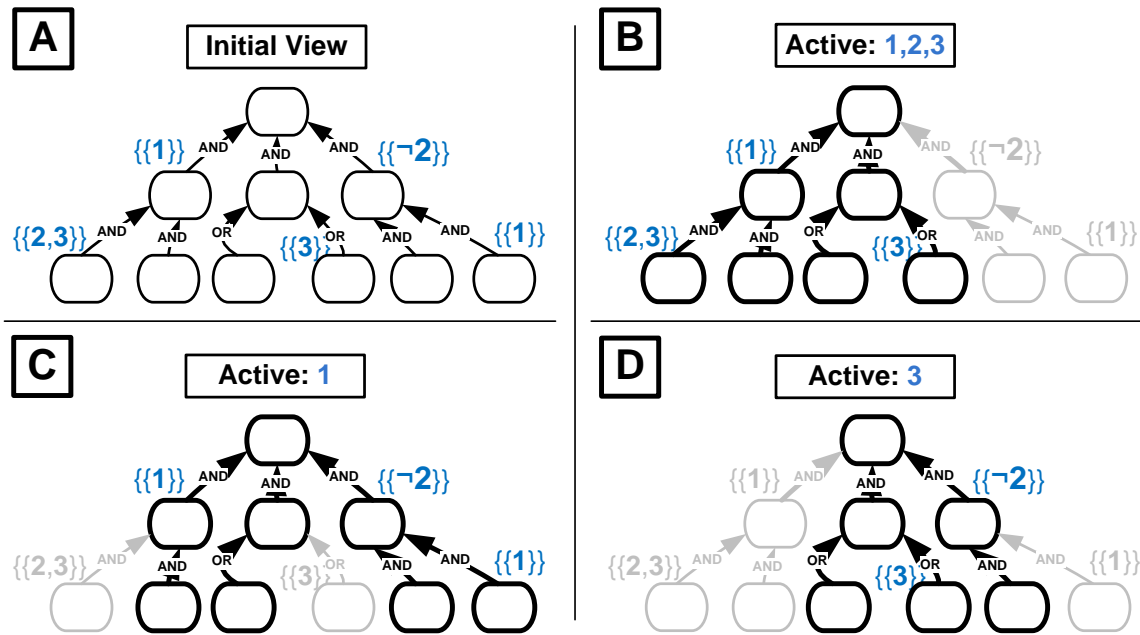 A
Initial View
{{1}} AND AND AND {{¬2}}
{{2,3}} AND AND OR {{3}} OR AND AND {{1}}
B
Active: 1,2,3
{{1}} AND AND AND {{¬2}}
{{2,3}} AND AND OR {{3}} OR AND AND {{1}}
C
Active: 1
{{1}} AND AND AND {{¬2}}
{{2,3}} AND AND OR {{3}} OR AND AND {{1}}
D
Active: 3
{{1}} AND AND AND {{¬2}}
{{2,3}} AND AND OR {{3}} OR AND AND {{1}}